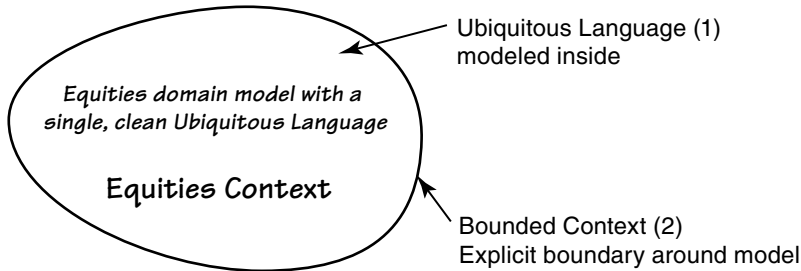 Ubiquitous Language (1)
modeled inside
Equities domain model with a
single, clean Ubiquitous Language
Equities Context
Bounded Context (2)
Explicit boundary around model